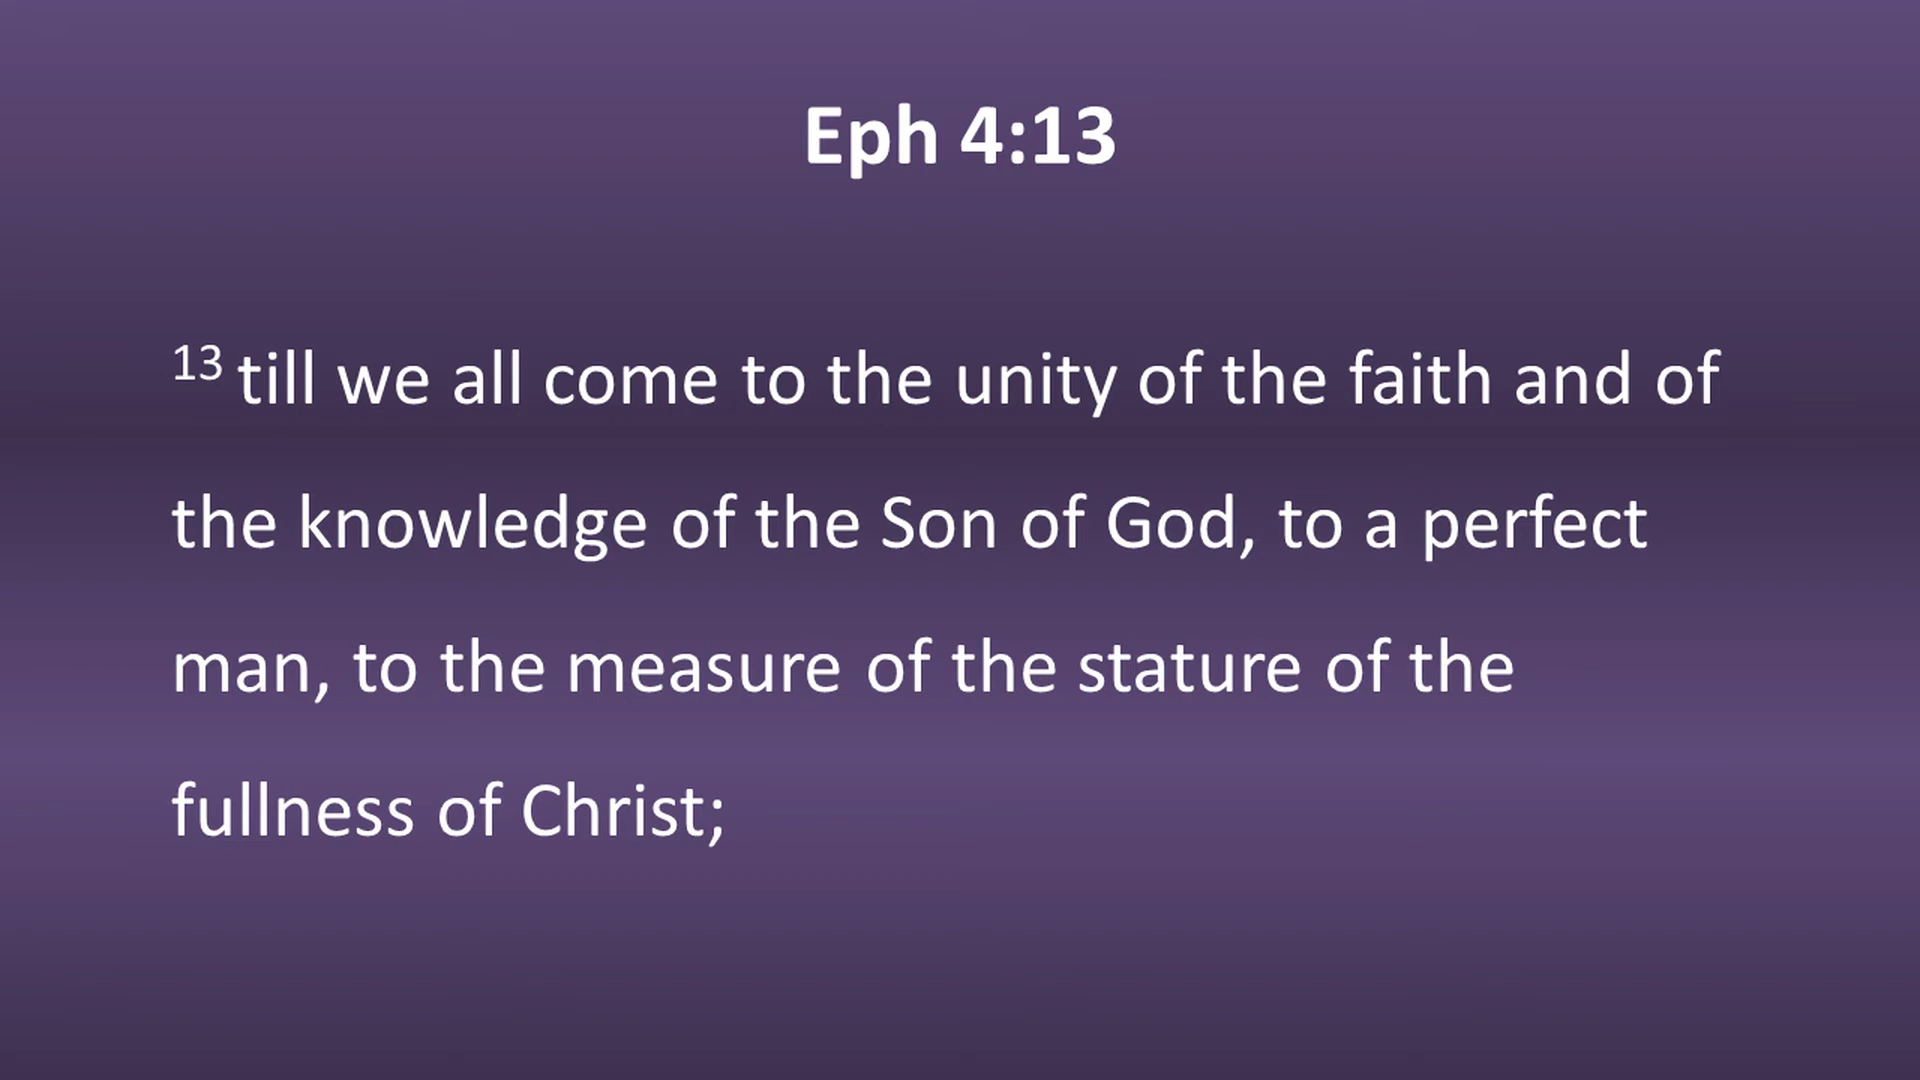 Eph 4:13
13 till we all come to the unity of the faith and of
the knowledge of the Son of God, to a perfect
man, to the measure of the stature of the
fullness of Christ;